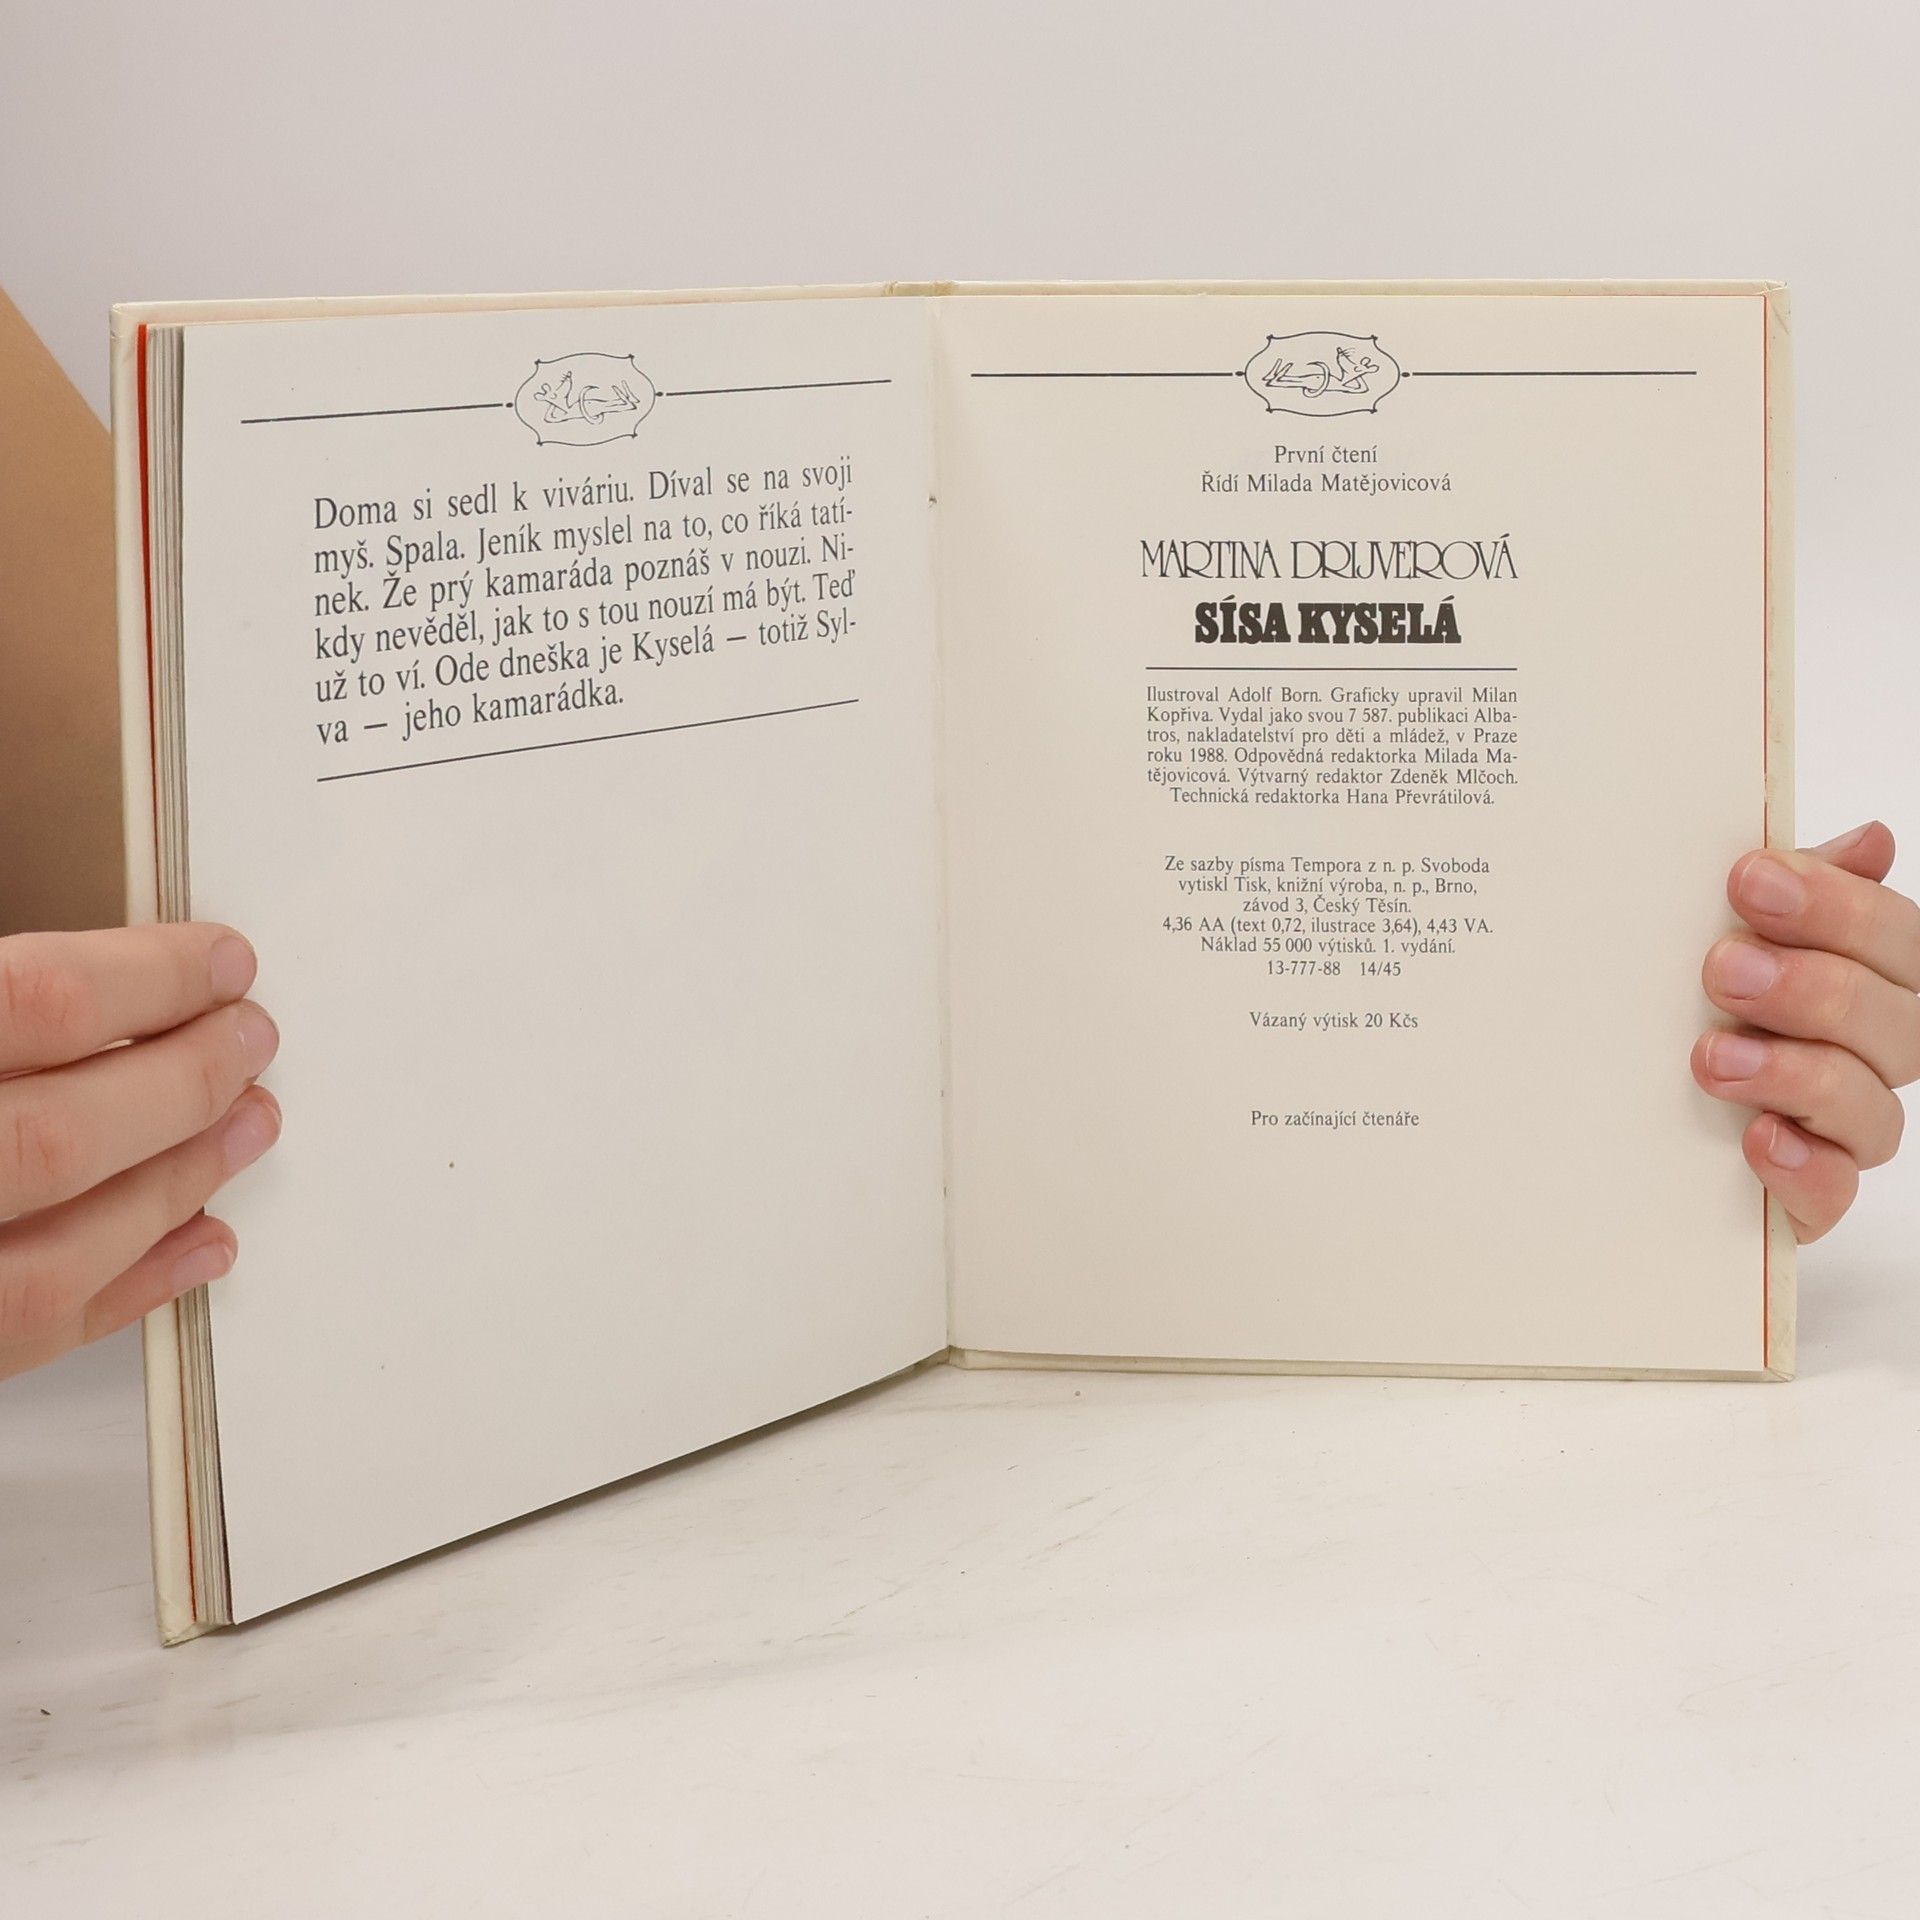 Doma si sedl k viváriu. Díval se na svoji
myš. Spala. Jeník myslel na to, co říká tatí-
nek. Že prý kamaráda poznáš v nouzi. Ni-
kdy nevěděl, jak to s tou nouzí má být. Teď
už to ví. Ode dneška je Kyselá — totiž Syl-
va — jeho kamarádka.
První čtení
Řídí Milada Matějovicová
MARTINA DRIJVEROVÁ
SÍSA KYSELÁ
Ilustroval Adolf Born. Graficky upravil Milan
Kopřiva. Vydal jako svou 7 587. publikaci Alba-
tros, nakladatelství pro děti a mládež, v Praze
roku 1988. Odpovědná redaktorka Milada Ma-
tějovicová. Výtvarný redaktor Zdeněk Mlčoch.
Technická redaktorka Hana Převrátilová.
Ze sazby písma Tempora z n. p. Svoboda
vytiskl Tisk, knižní výroba, n. p., Brno,
závod 3, Český Těsín.
4,36 AA (text 0,72, ilustrace 3,64), 4,43 VA.
Náklad 55 000 výtisků. 1. vydání.
13-777-88 14/45
Vázaný výtisk 20 Kčs
Pro začínající čtenáře